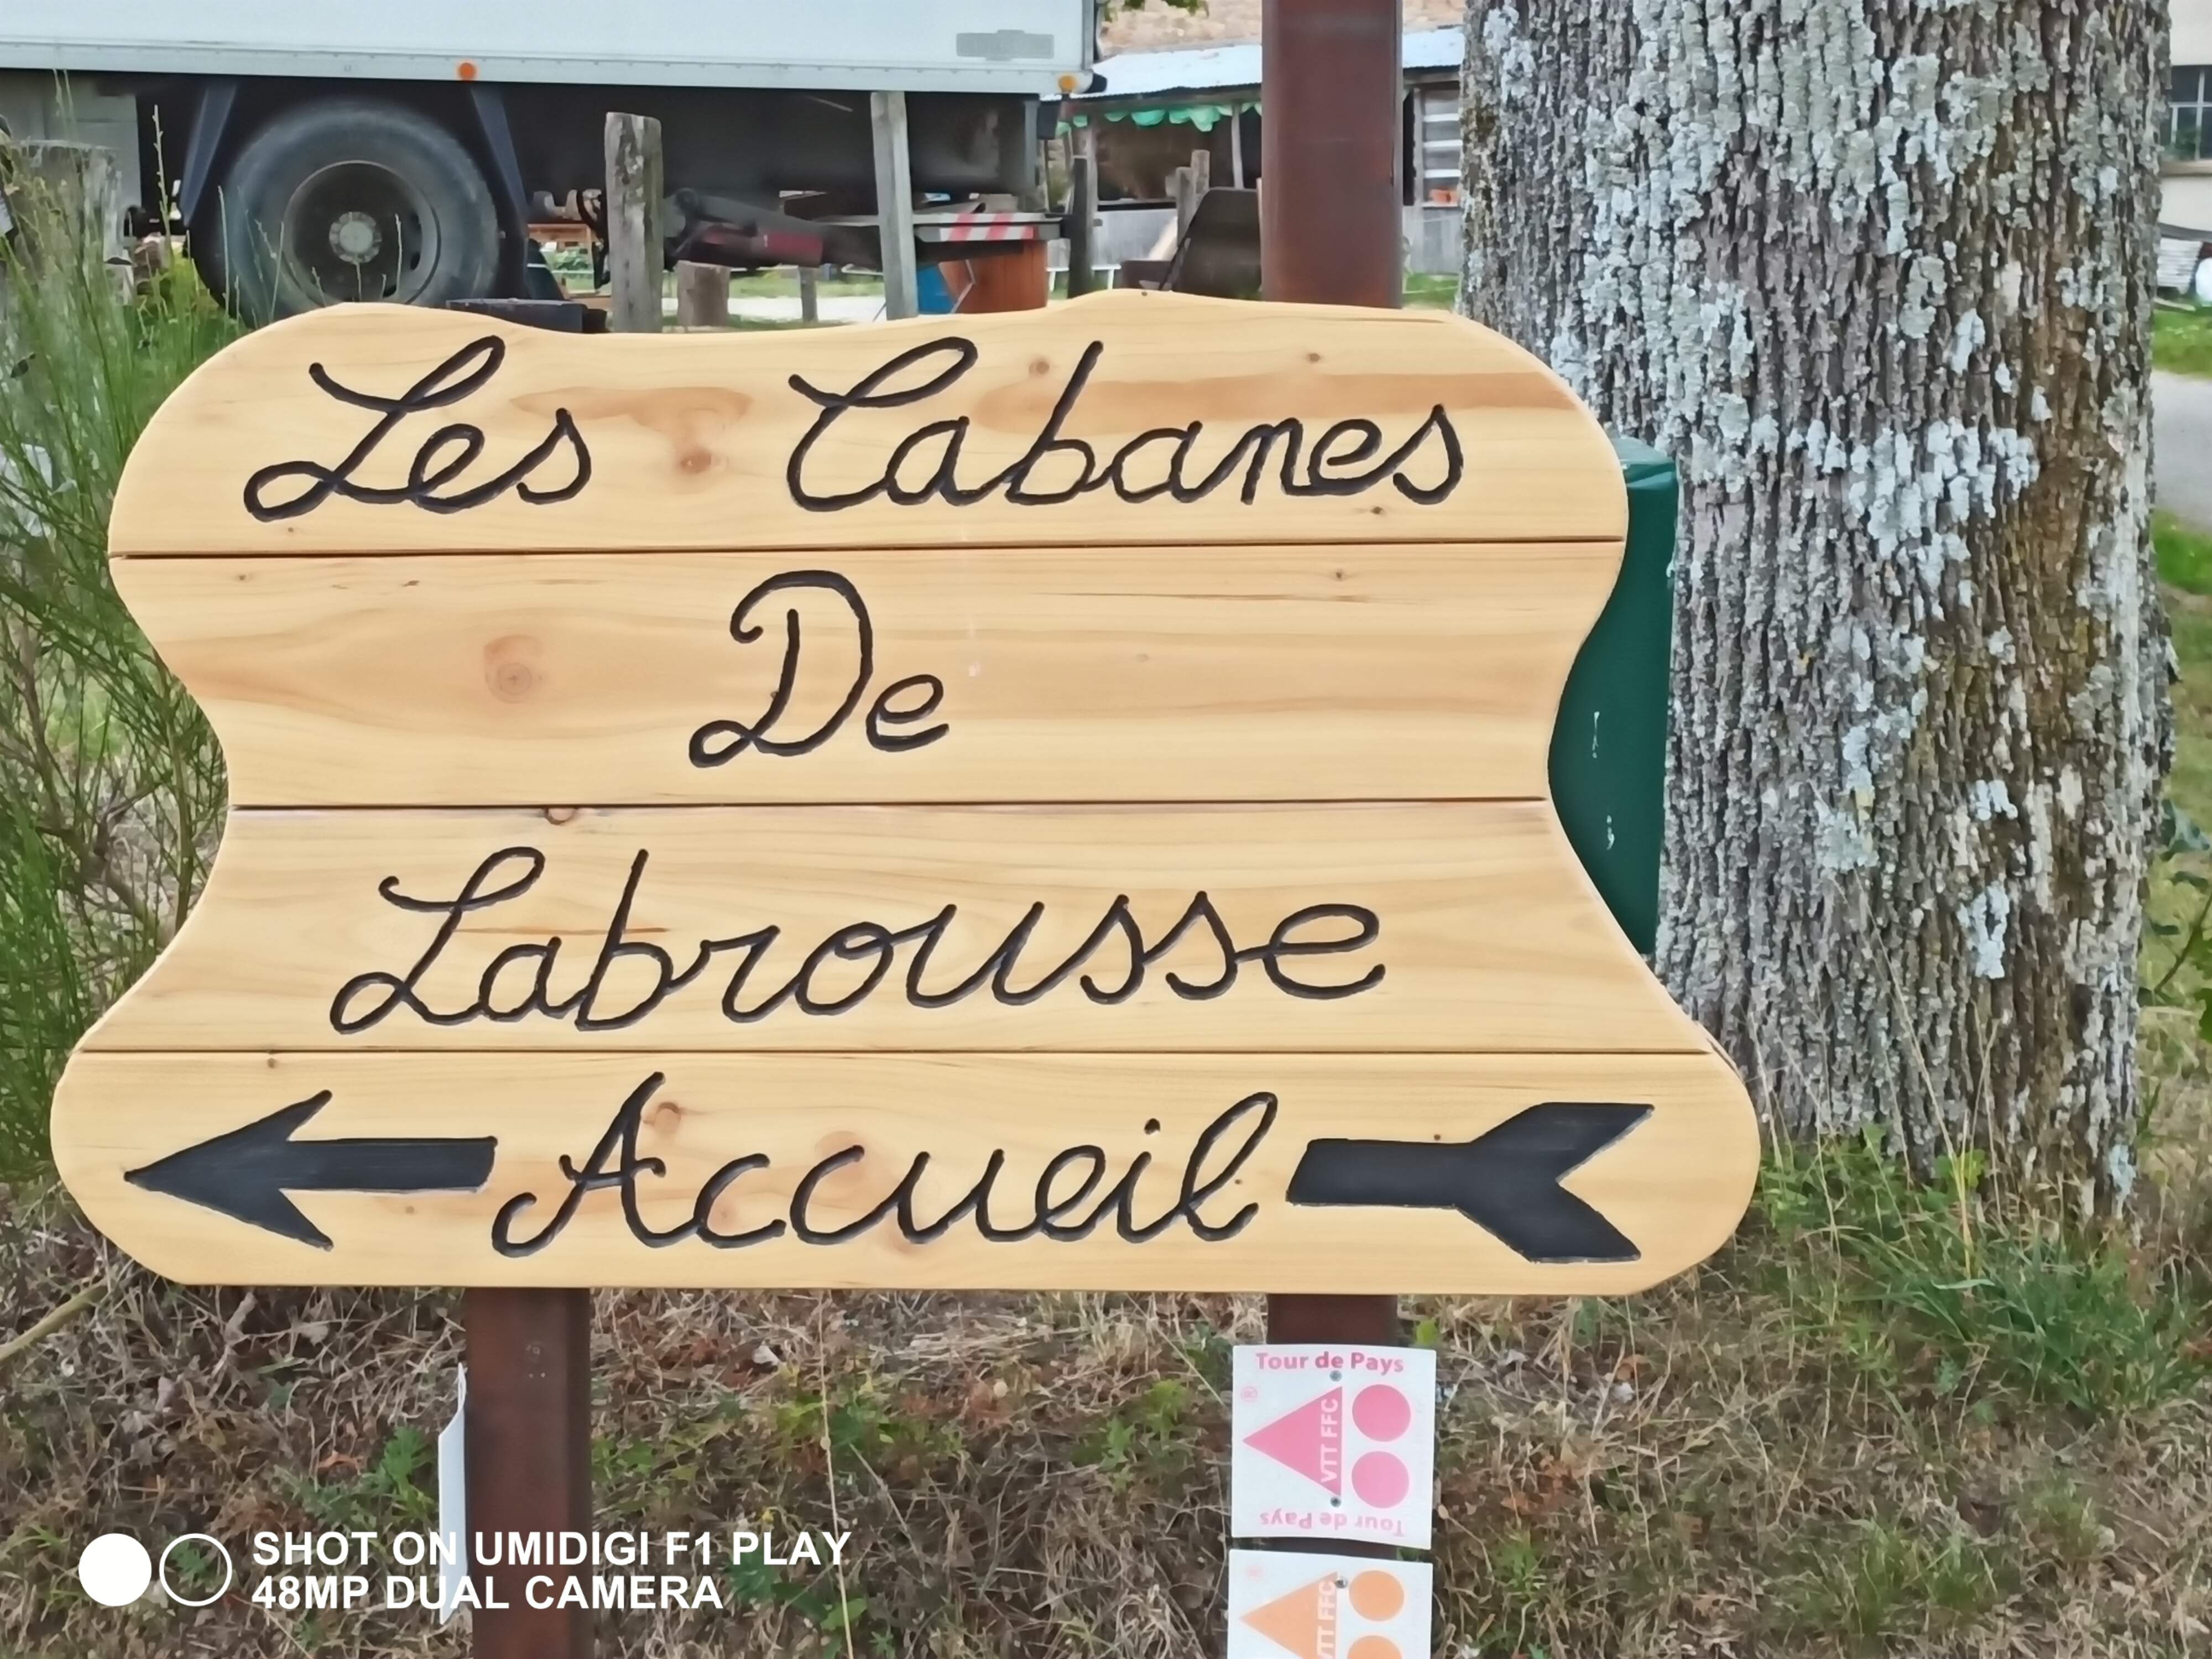 Les Cabanes
De
Labrousse
Accueil
Tour de Pays
VTT FFC
Tour de Pays
VTT FFC
SHOT ON UMIDIGI F1 PLAY
48MP DUAL CAMERA